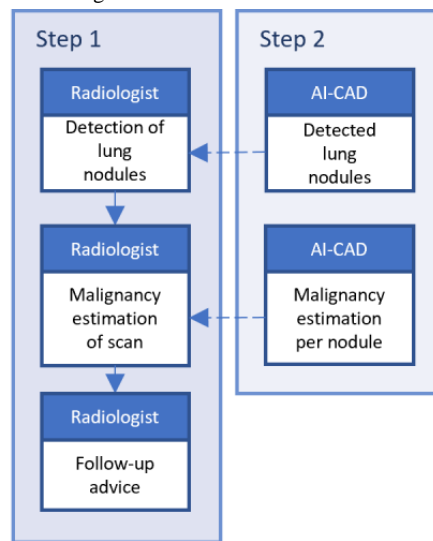 Step 1
Radiologist
Detection of
lung
nodules
Radiologist
Malignancy
estimation
of scan
Radiologist
Follow-up
advice
Step 2
AI-CAD
Detected
lung
nodules
AI-CAD
Malignancy
estimation
per nodule